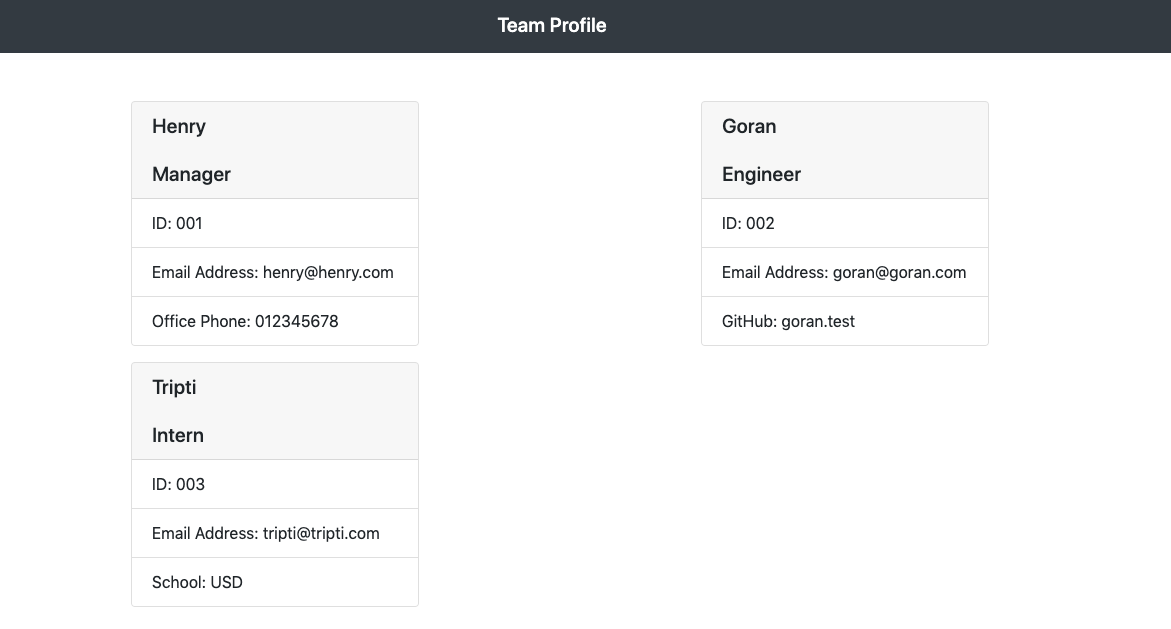 Team Profile
Henry
Manager
ID: 001
Email Address: henry@henry.com
Office Phone: 012345678
Goran
Engineer
ID: 002
Email Address: goran@goran.com
GitHub: goran.test
Tripti
Intern
ID: 003
Email Address: tripti@tripti.com
School: USD